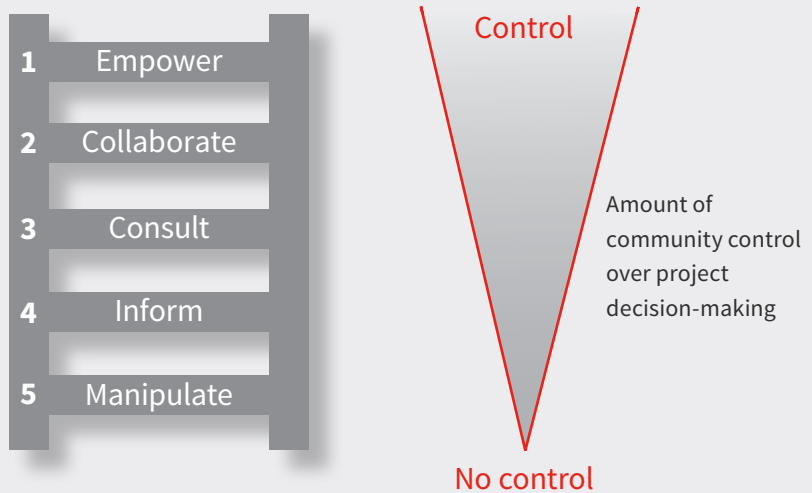 1 Empower
2 Collaborate
3 Consult
4 Inform
5 Manipulate
Control
Amount of
community control
over project
decision-making
No control